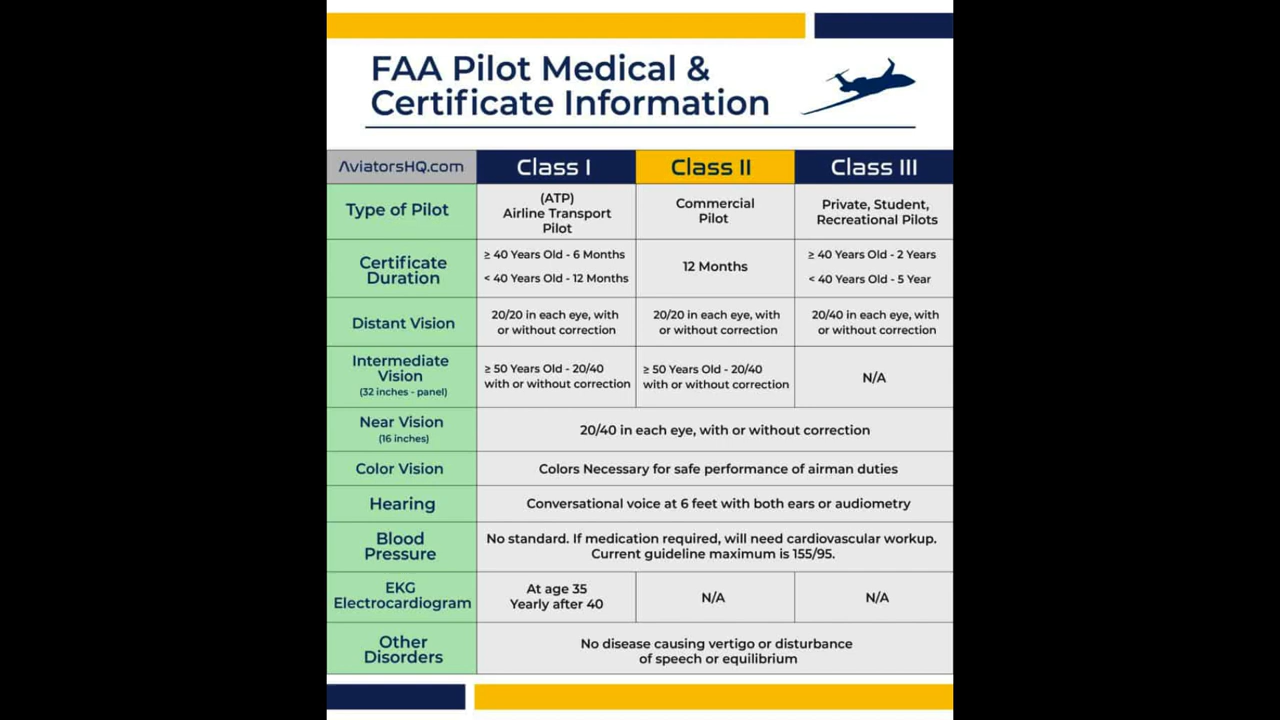 FAA Pilot Medical &
Certificate Information
AviatorsHQ.com
Class I
Class II
Class III
Type of Pilot
(ATP)
Airline Transport
Pilot
Commercial
Pilot
Private, Student,
Recreational Pilots
Certificate
Duration
≥ 40 Years Old - 6 Months
< 40 Years Old - 12 Months
12 Months
≥ 40 Years Old - 2 Years
< 40 Years Old - 5 Year
Distant Vision
20/20 in each eye, with
or without correction
20/20 in each eye, with
or without correction
20/40 in each eye, with
or without correction
Intermediate
Vision
(32 inches - panel)
≥ 50 Years Old - 20/40
with or without correction
≥ 50 Years Old - 20/40
with or without correction
N/A
Near Vision
(16 inches)
20/40 in each eye, with or without correction
Color Vision
Colors Necessary for safe performance of airman duties
Hearing
Conversational voice at 6 feet with both ears or audiometry
Blood
Pressure
No standard. If medication required, will need cardiovascular workup.
Current guideline maximum is 155/95.
EKG
Electrocardiogram
At age 35
Yearly after 40
N/A
N/A
Other
Disorders
No disease causing vertigo or disturbance
of speech or equilibrium